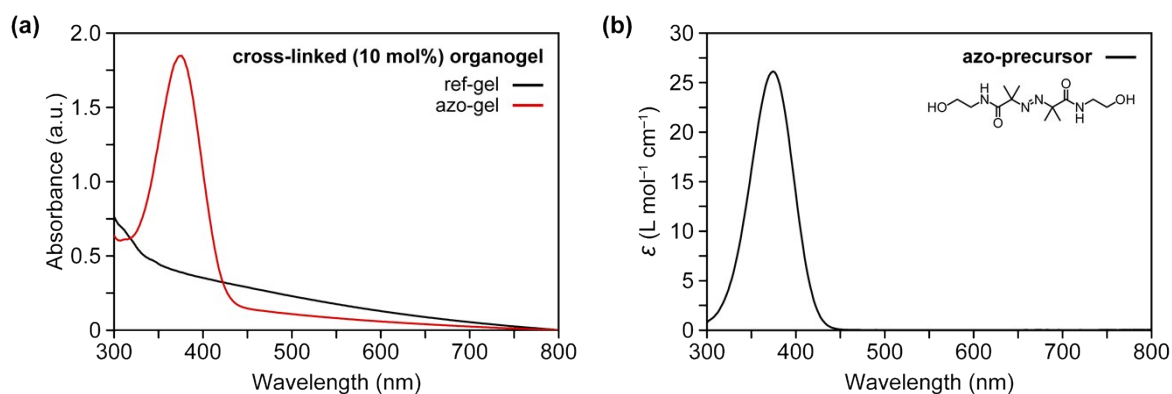 (a)
2.0
1.5
1.0
0.5
0
Absorbance (a.u.)
cross-linked (10 mol%) organogel
ref-gel
azo-gel
300 400 500 600 700 800
Wavelength (nm)
(b)
30
25
20
15
10
5
0
ε (L mol⁻¹ cm⁻¹)
azo-precursor
HO
H
N
O
N
N
O
N
H
OH
300 400 500 600 700 800
Wavelength (nm)